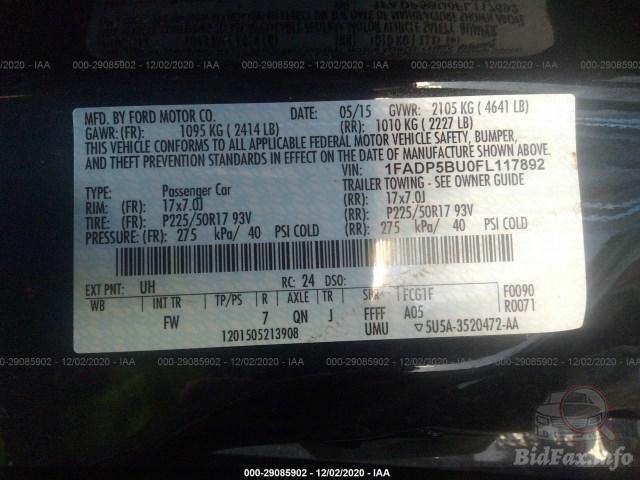 000-29085902 - 12/02/2020 - IAA 000-29085902 - 12/02/2020 - IAA 000-29085902 - 12/02/2020 - IAA
MFD. BY FORD MOTOR CO. DATE: 05/15 GVWR: 2105 KG ( 4641 LB)
GAWR: (FR): 1095 KG ( 2414 LB) (RR): 1010 KG ( 2227 LB)
THIS VEHICLE CONFORMS TO ALL APPLICABLE FEDERAL MOTOR VEHICLE SAFETY, BUMPER,
AND THEFT PREVENTION STANDARDS IN EFFECT ON THE DATE OF MANUFACTURE SHOWN ABOVE.
VIN: 1FADP5BU0FL117892
TYPE: Passenger Car TRAILER TOWING - SEE OWNER GUIDE
RIM: (FR): 17x7.0J (RR): 17x7.0J
TIRE: (FR): P225/50R17 93V (RR): P225/50R17 93V
PRESSURE: (FR): 275 kPa/ 40 PSI COLD (RR): 275 kPa/ 40 PSI COLD
EXT PNT: UH RC: 24 DSO: FCG1F F0090
WB INT TR TP/PS R AXLE TR SPR A05 R0071
FW 7 QN J FFFF
1201505213908 UMU 5U5A-3520472-AA
BidFax.info
000-29085902 - 12/02/2020 - IAA